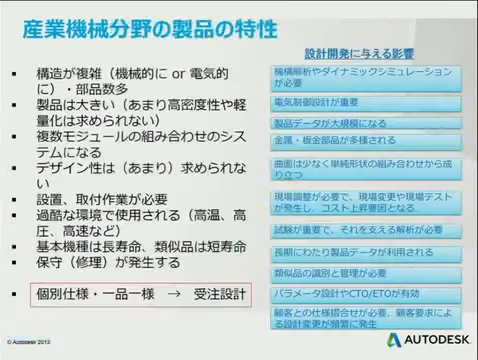 産業機械分野の製品の特性
設計開発に与える影響
▪ 構造が複雑（機械的に or 電気的
に）・部品数多
▪ 製品は大きい（あまり高密度性や軽
量化は求められない）
▪ 複数モジュールの組み合わせのシス
テムになる
▪ デザイン性は（あまり）求められな
い
▪ 設置、取付作業が必要
▪ 過酷な環境で使用される（高温、高
圧、高速など）
▪ 基本機種は長寿命、類似品は短寿命
▪ 保守（修理）が発生する
▪ 個別仕様・一品一様 → 受注設計
機構解析やダイナミックシミュレーション
が必要
電気制御設計が重要
製品データが大規模になる
金属・板金部品が多様される
曲面は少なく単純形状の組み合わせから成
り立つ
現場調整が必要で、現場変更や現場テスト
が発生し、コスト上昇要因となる
試験が重要で、それを支える解析が必要
長期にわたり製品データが利用される
類似品の識別と管理が必要
パラメータ設計やCTO/ETOが有効
顧客との仕様摺合せが必要、顧客要求によ
る設計変更が頻繁に発生
© Autodesk 2013
AUTODESK